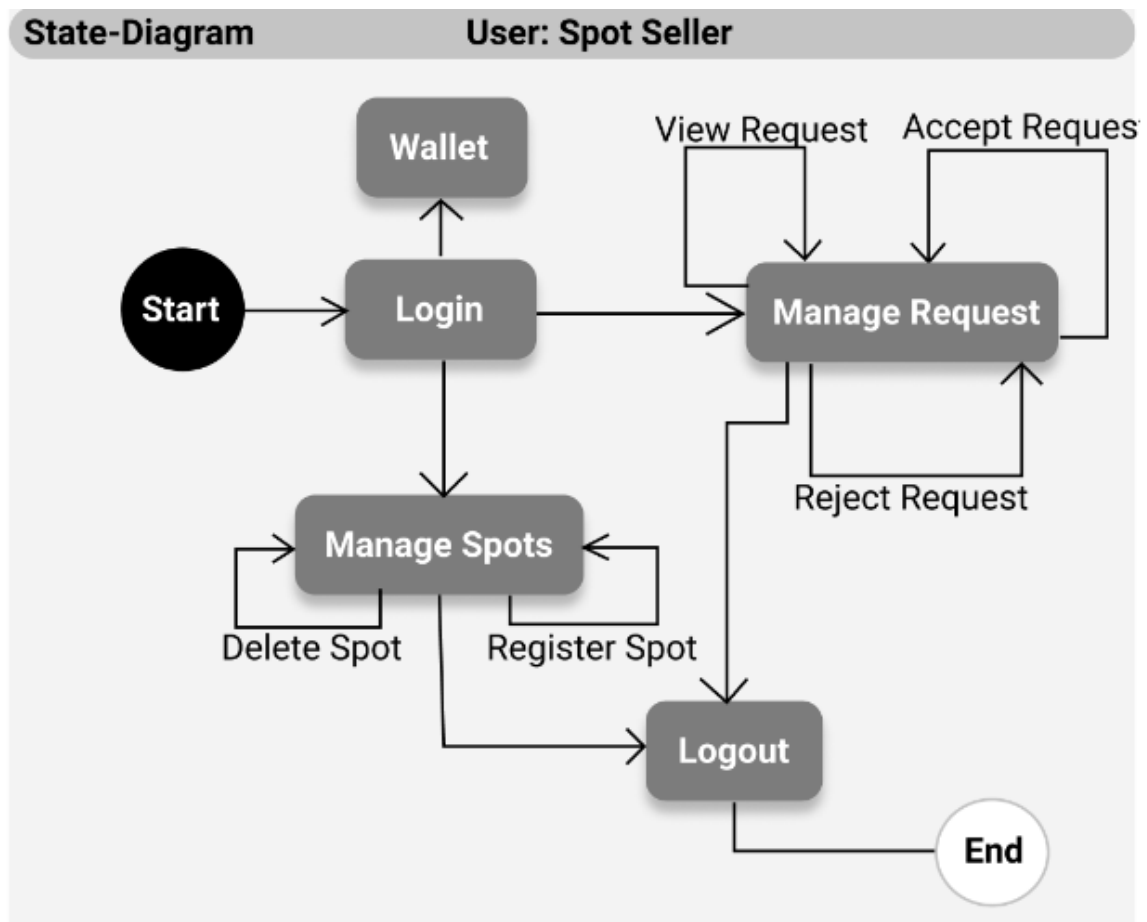 State-Diagram User: Spot Seller
Wallet
View Request
Accept Request
Start
Login
Manage Request
Reject Request
Manage Spots
Delete Spot
Register Spot
Logout
End